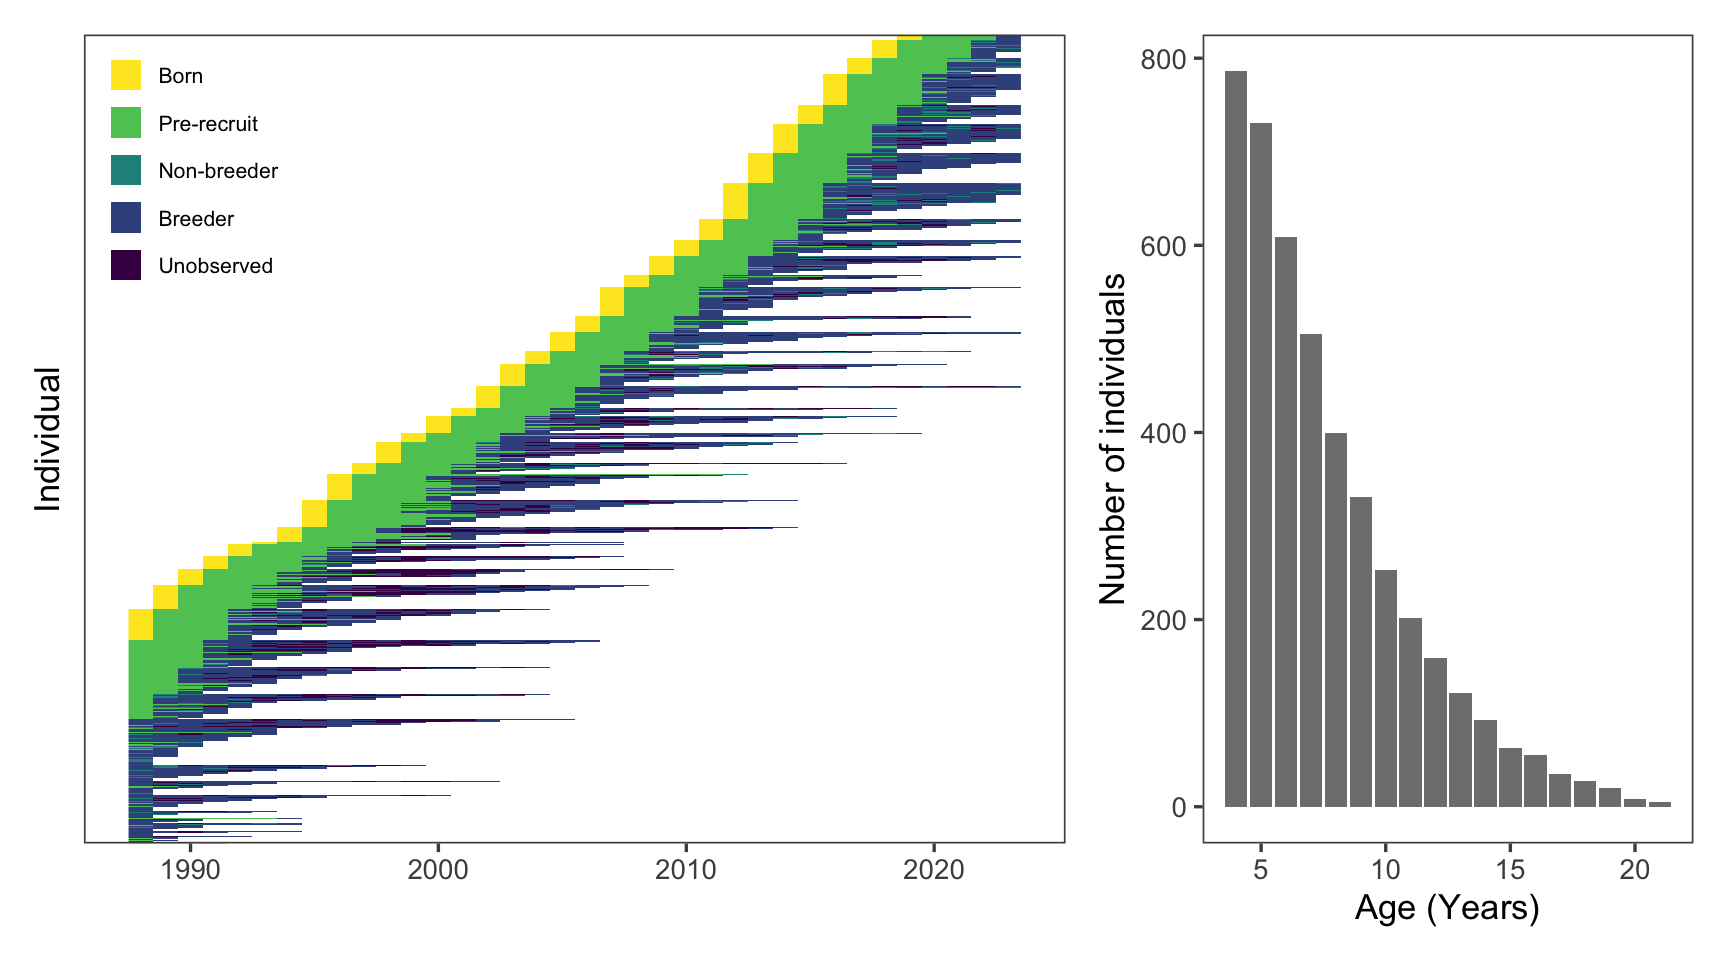 Born
Pre-recruit
Non-breeder
Breeder
Unobserved
Individual
1990 2000 2010 2020
800
600
400
200
0
Number of individuals
5 10 15 20
Age (Years)